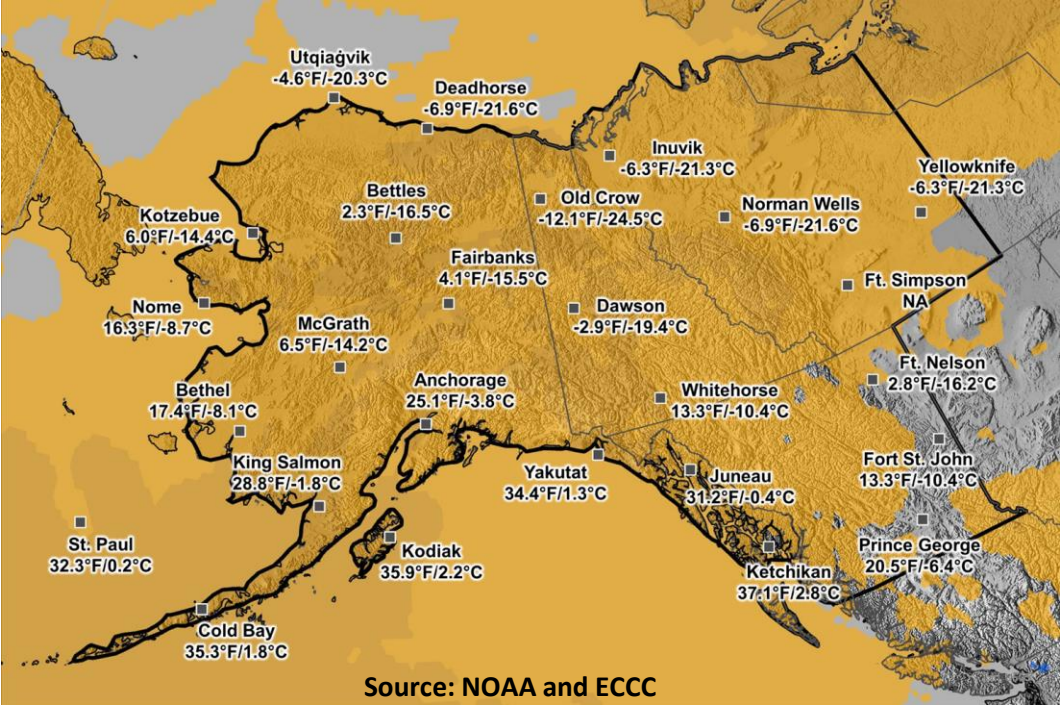 Utqiaġvik
-4.6°F/-20.3°C
Deadhorse
-6.9°F/-21.6°C
Inuvik
-6.3°F/-21.3°C
Yellowknife
-6.3°F/-21.3°C
Bettles
2.3°F/-16.5°C
Old Crow
-12.1°F/-24.5°C
Norman Wells
-6.9°F/-21.6°C
Kotzebue
6.0°F/-14.4°C
Fairbanks
4.1°F/-15.5°C
Ft. Simpson
NA
Nome
16.3°F/-8.7°C
Dawson
-2.9°F/-19.4°C
McGrath
6.5°F/-14.2°C
Ft. Nelson
2.8°F/-16.2°C
Bethel
17.4°F/-8.1°C
Anchorage
25.1°F/-3.8°C
Whitehorse
13.3°F/-10.4°C
King Salmon
28.8°F/-1.8°C
Yakutat
34.4°F/1.3°C
Juneau
31.2°F/-0.4°C
Fort St. John
13.3°F/-10.4°C
St. Paul
32.3°F/0.2°C
Kodiak
35.9°F/2.2°C
Prince George
20.5°F/-6.4°C
Ketchikan
37.1°F/2.8°C
Cold Bay
35.3°F/1.8°C
Source: NOAA and ECCC